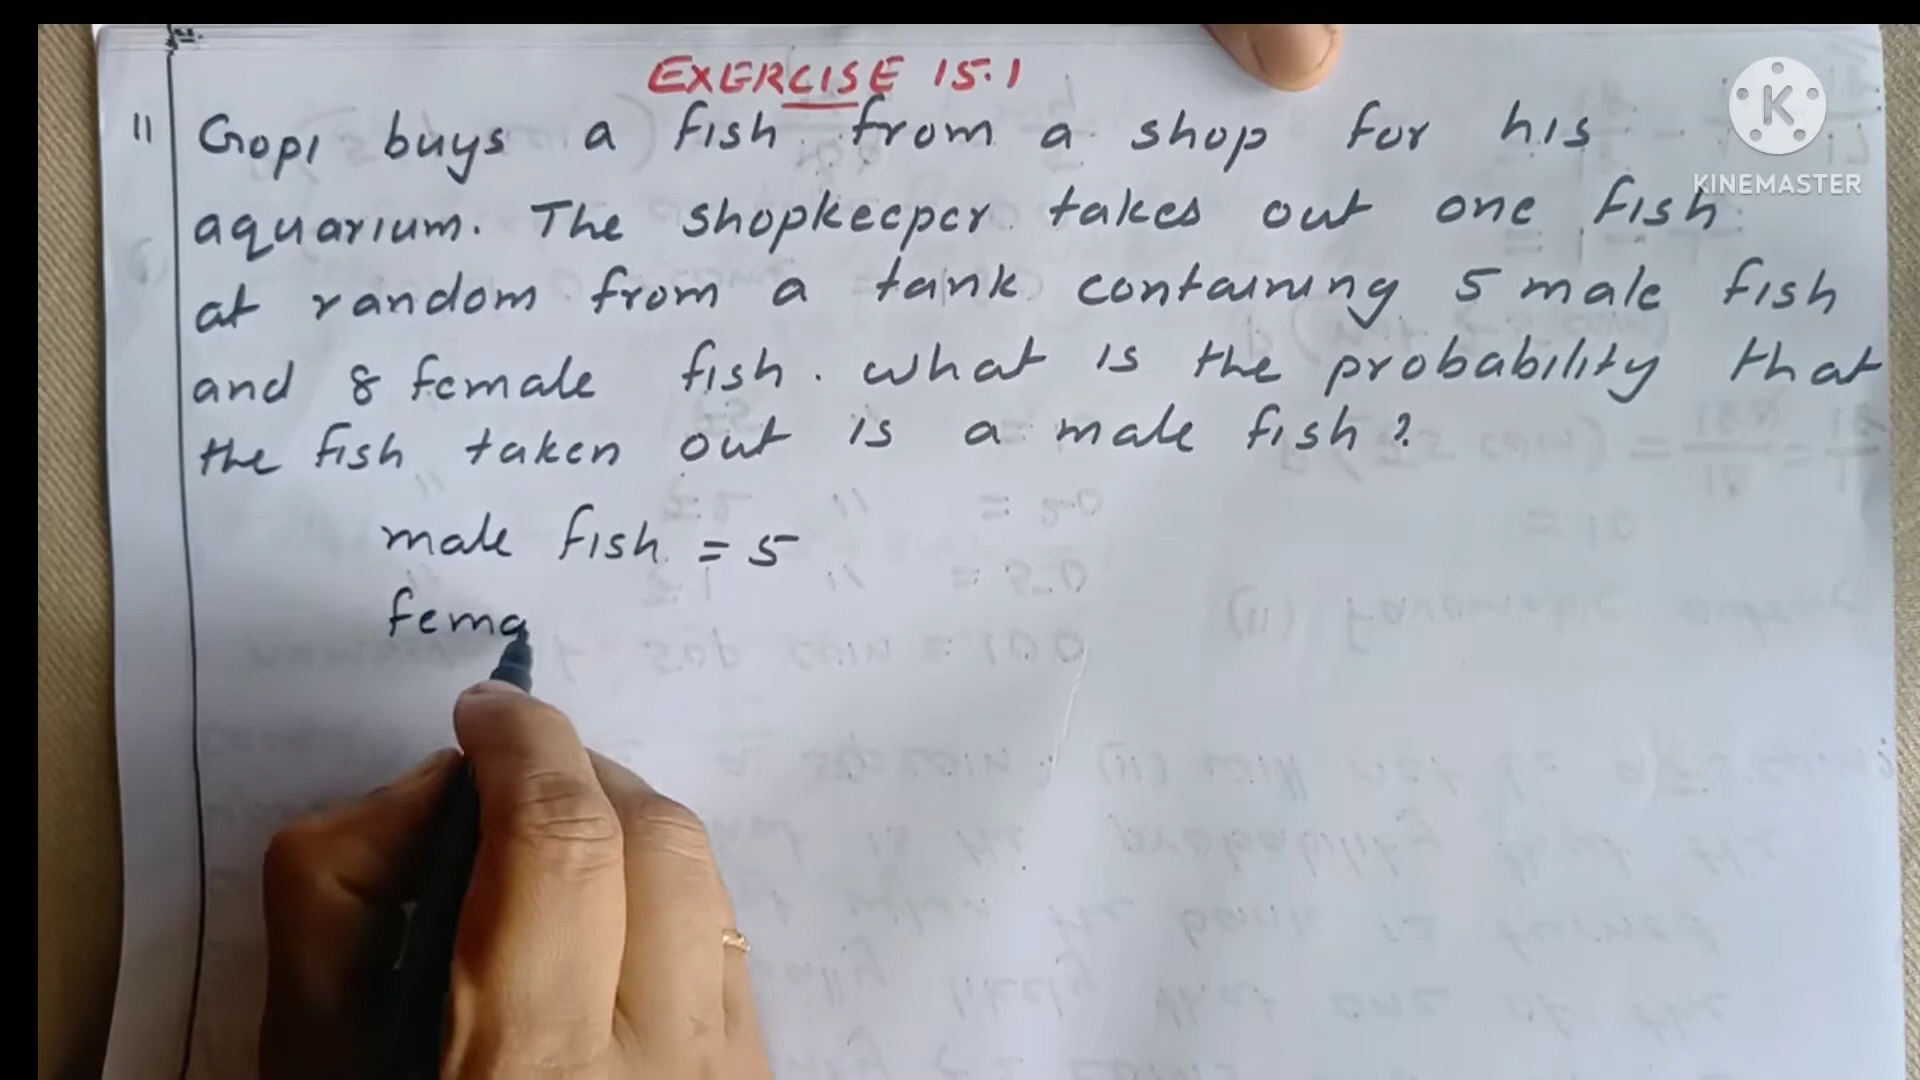 EXERCISE 15.1
11 Gopi buys a fish from a shop for his
aquarium. The shopkeeper takes out one fish
at random from a tank containing 5 male fish
and 8 female fish. what is the probability that
the fish taken out is a male fish?
male fish = 5
fema
K
KINEMASTER